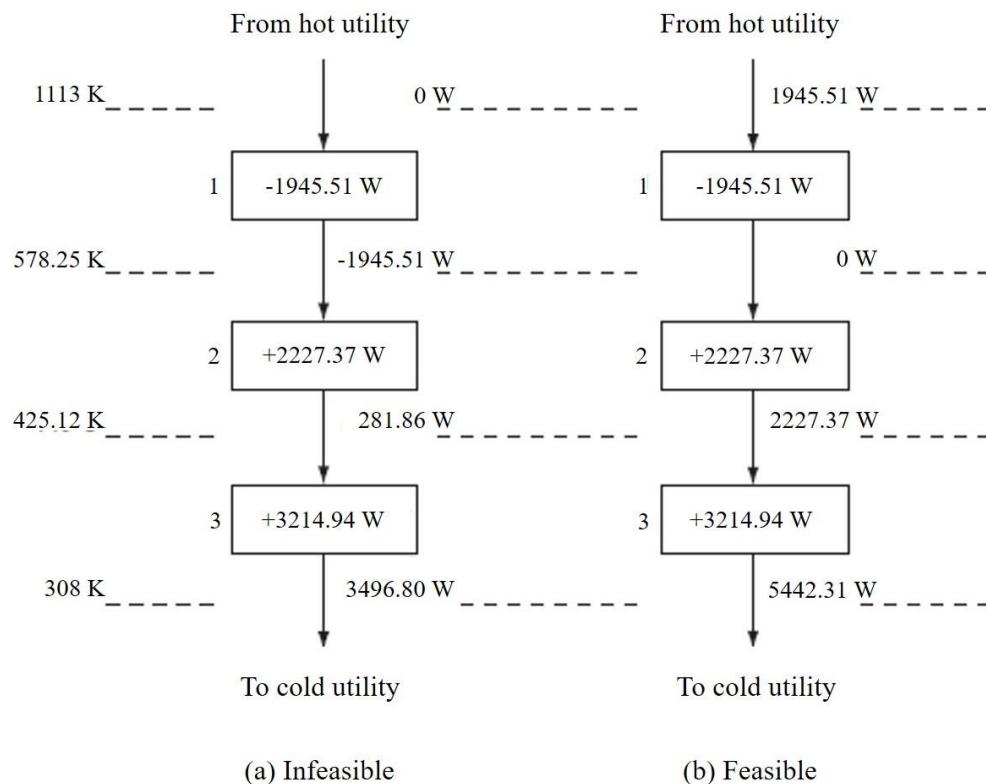 From hot utility From hot utility
1113 K 0 W 1945.51 W
1 -1945.51 W 1 -1945.51 W
578.25 K -1945.51 W 0 W
2 +2227.37 W 2 +2227.37 W
425.12 K 281.86 W 2227.37 W
3 +3214.94 W 3 +3214.94 W
308 K 3496.80 W 5442.31 W
To cold utility To cold utility
(a) Infeasible (b) Feasible